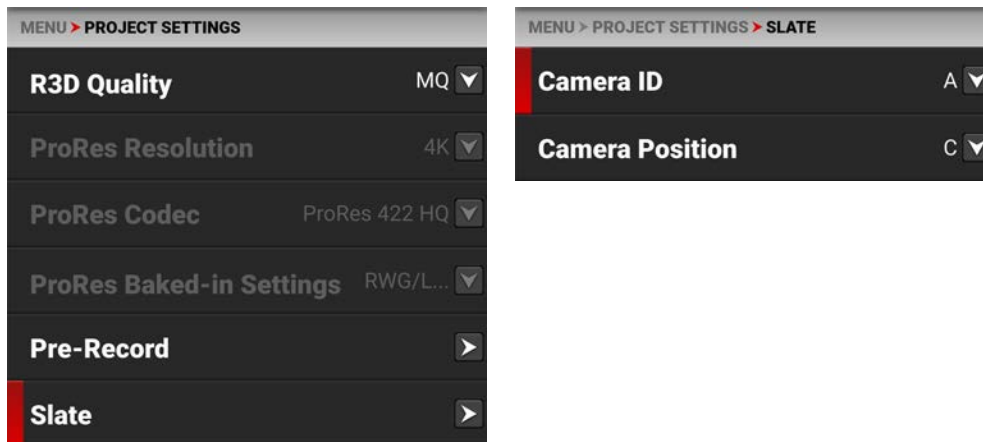 MENU > PROJECT SETTINGS
R3D Quality MQ
ProRes Resolution 4K
ProRes Codec ProRes 422 HQ
ProRes Baked-in Settings RWG/L...
Pre-Record
Slate
MENU > PROJECT SETTINGS > SLATE
Camera ID A
Camera Position C